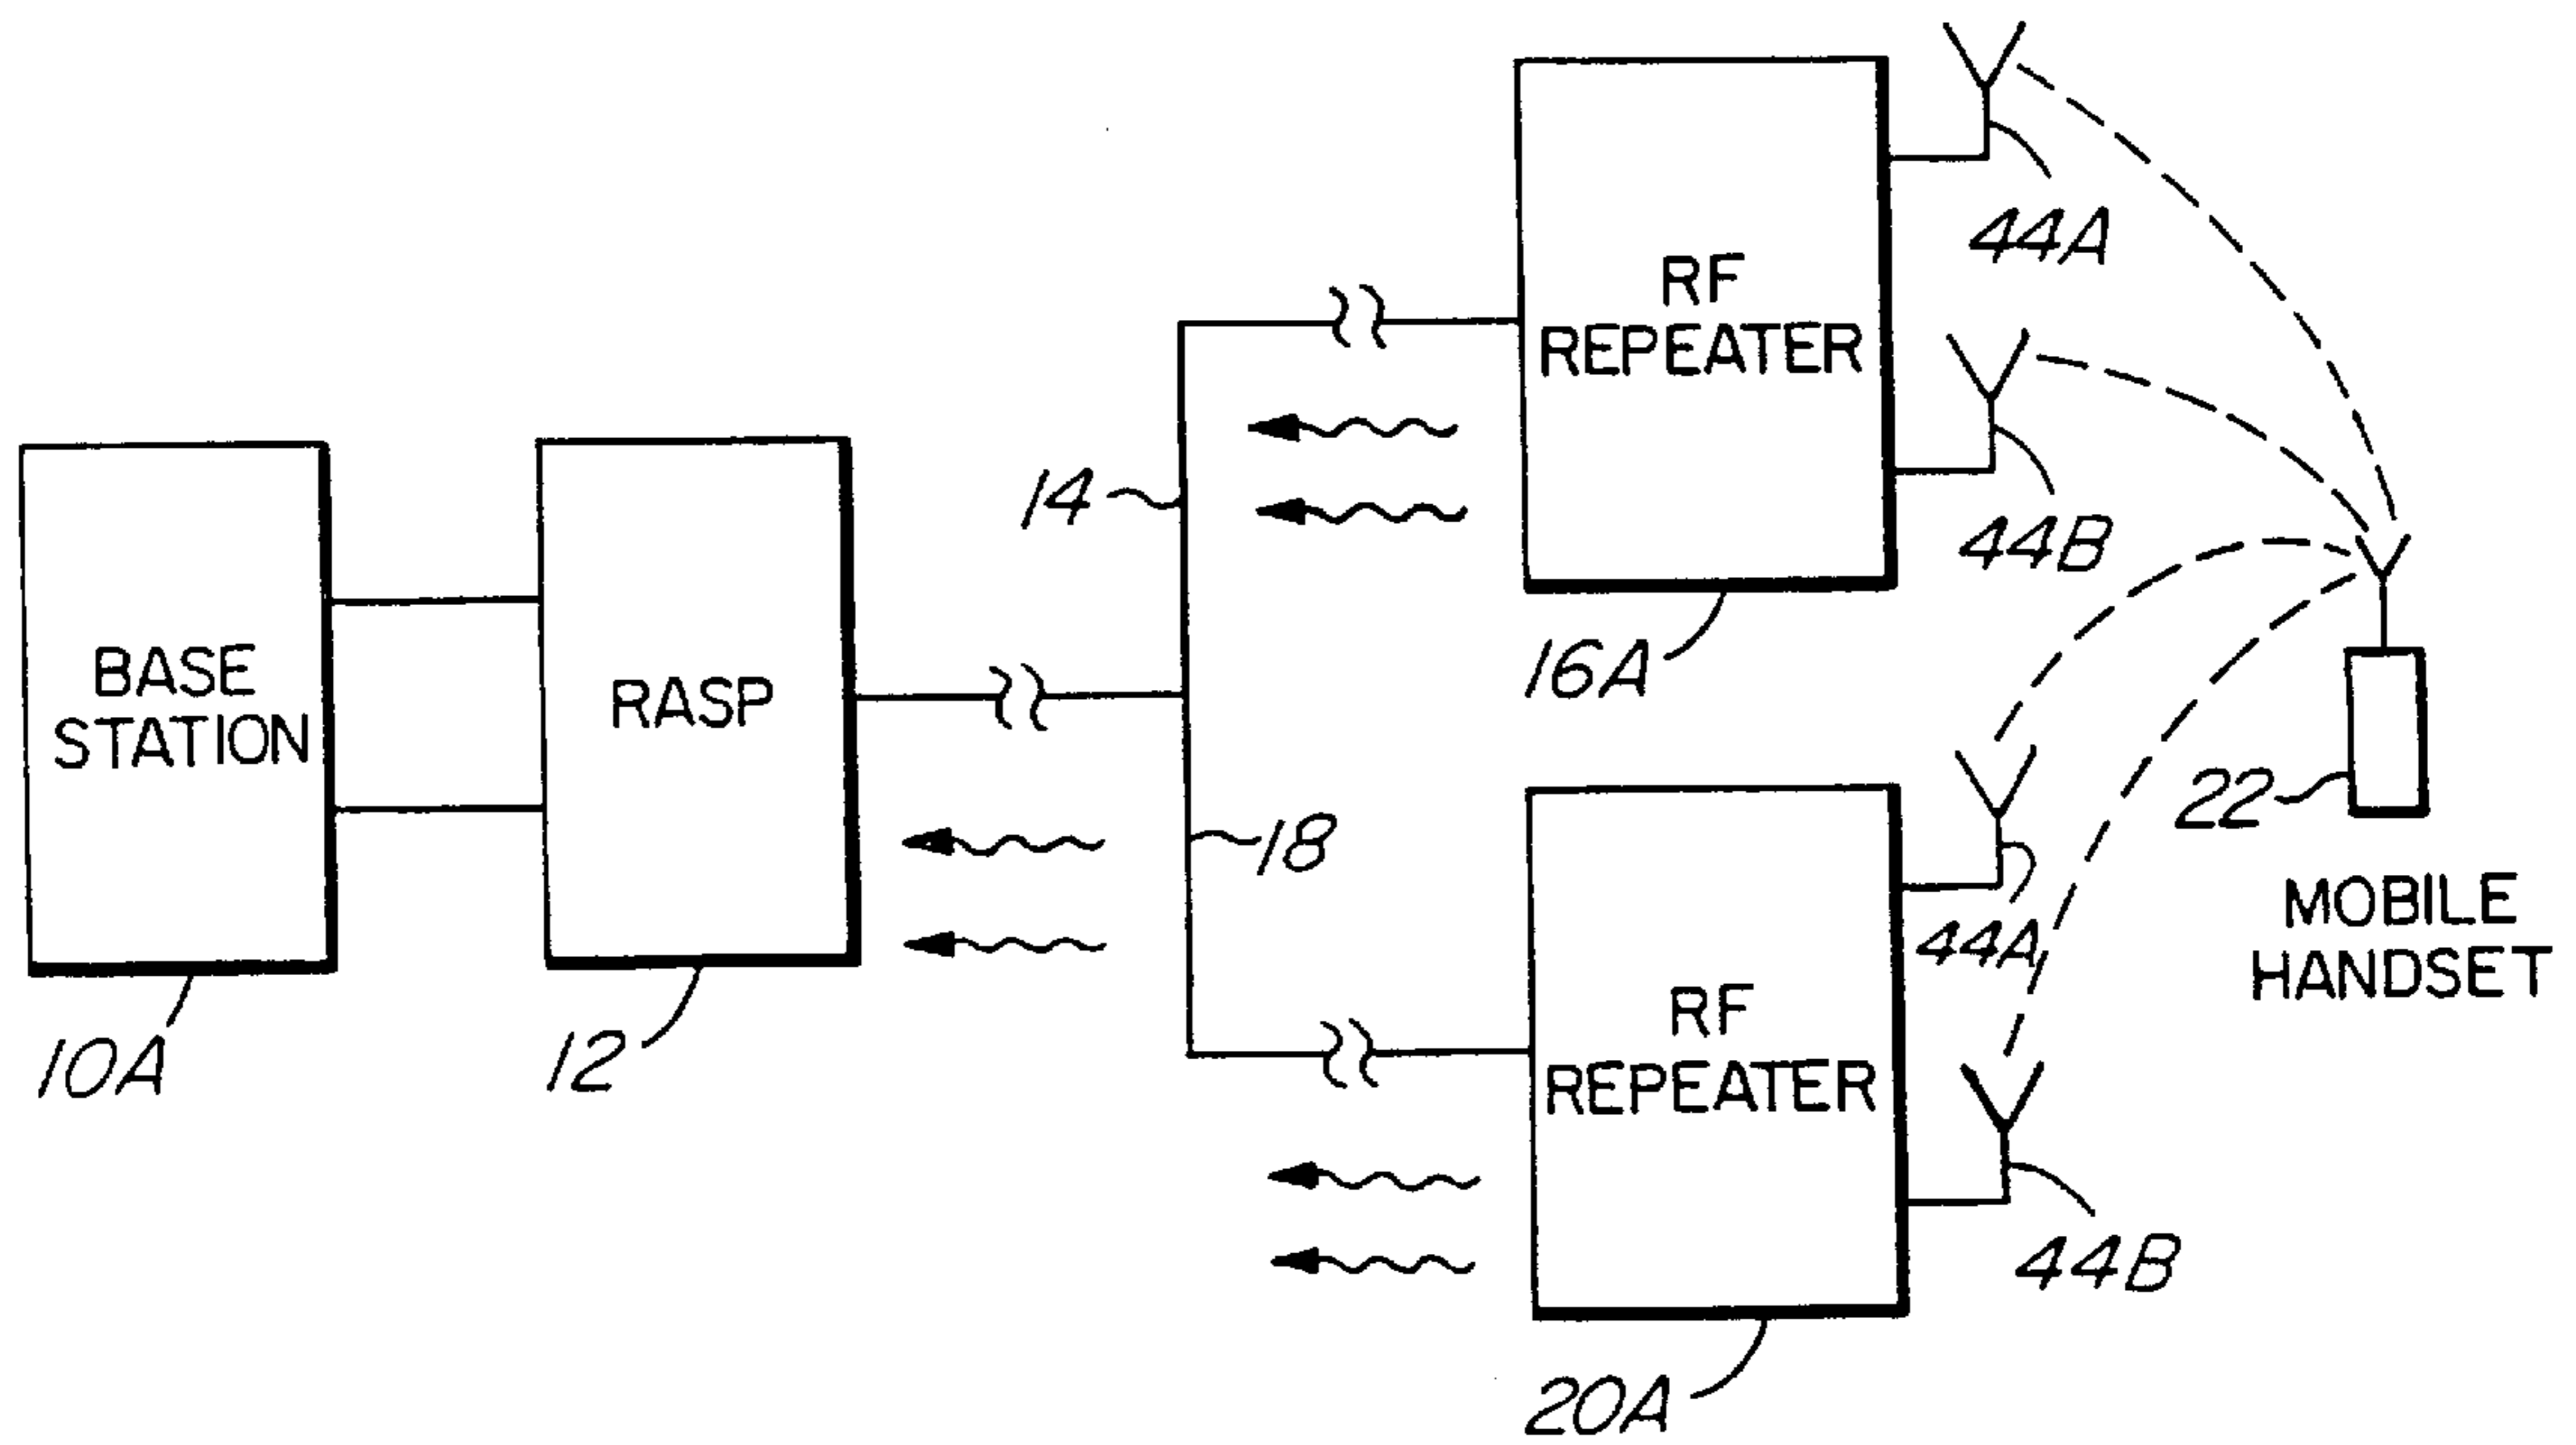 44A
RF
REPEATER
44B
14
16A
BASE
STATION
RASP
22
18
MOBILE
HANDSET
44A
10A
12
RF
REPEATER
44B
20A